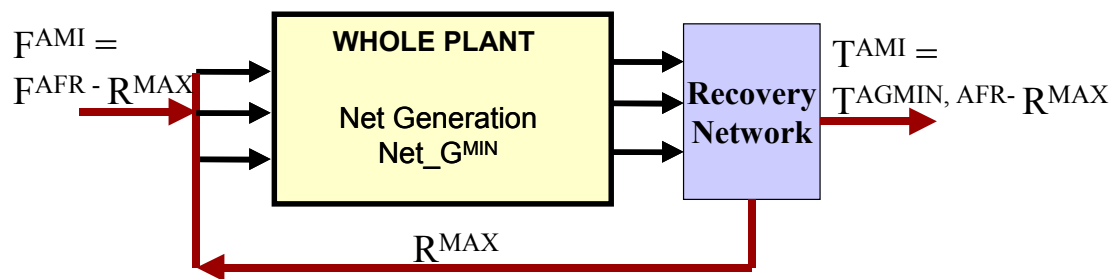 F^AMI =
F^AFR - R^MAX
WHOLE PLANT
Net Generation
Net_G^MIN
Recovery
Network
T^AMI =
T^AGMIN, AFR- R^MAX
R^MAX